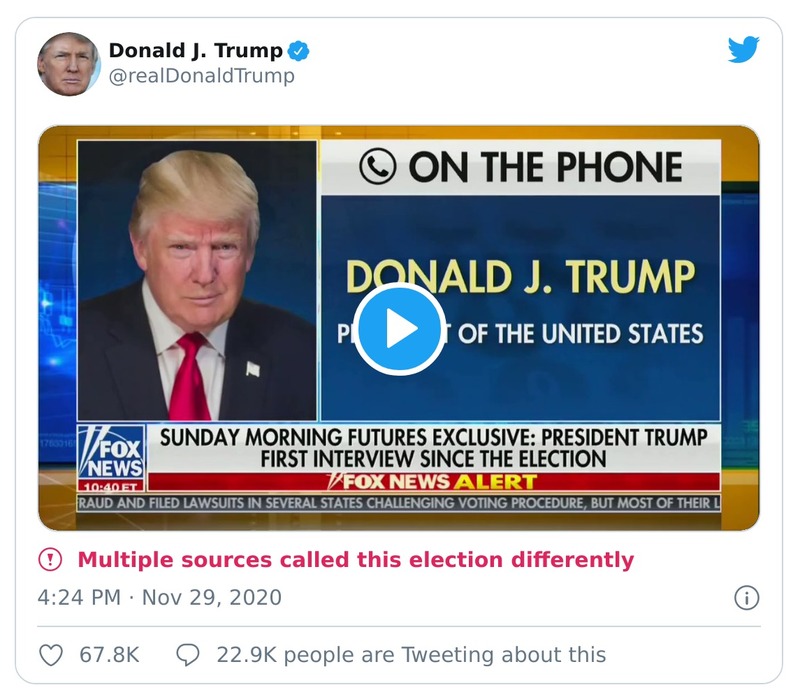 Donald J. Trump
@realDonaldTrump
ON THE PHONE
DONALD J. TRUMP
OF THE UNITED STATES
SUNDAY MORNING FUTURES EXCLUSIVE: PRESIDENT TRUMP
FIRST INTERVIEW SINCE THE ELECTION
FOX
NEWS
10:40 ET
FOX NEWS ALERT
RAUD AND FILED LAWSUITS IN SEVERAL STATES CHALLENGING VOTING PROCEDURE, BUT MOST OF THEIR L
Multiple sources called this election differently
4:24 PM · Nov 29, 2020
67.8K
22.9K people are Tweeting about this